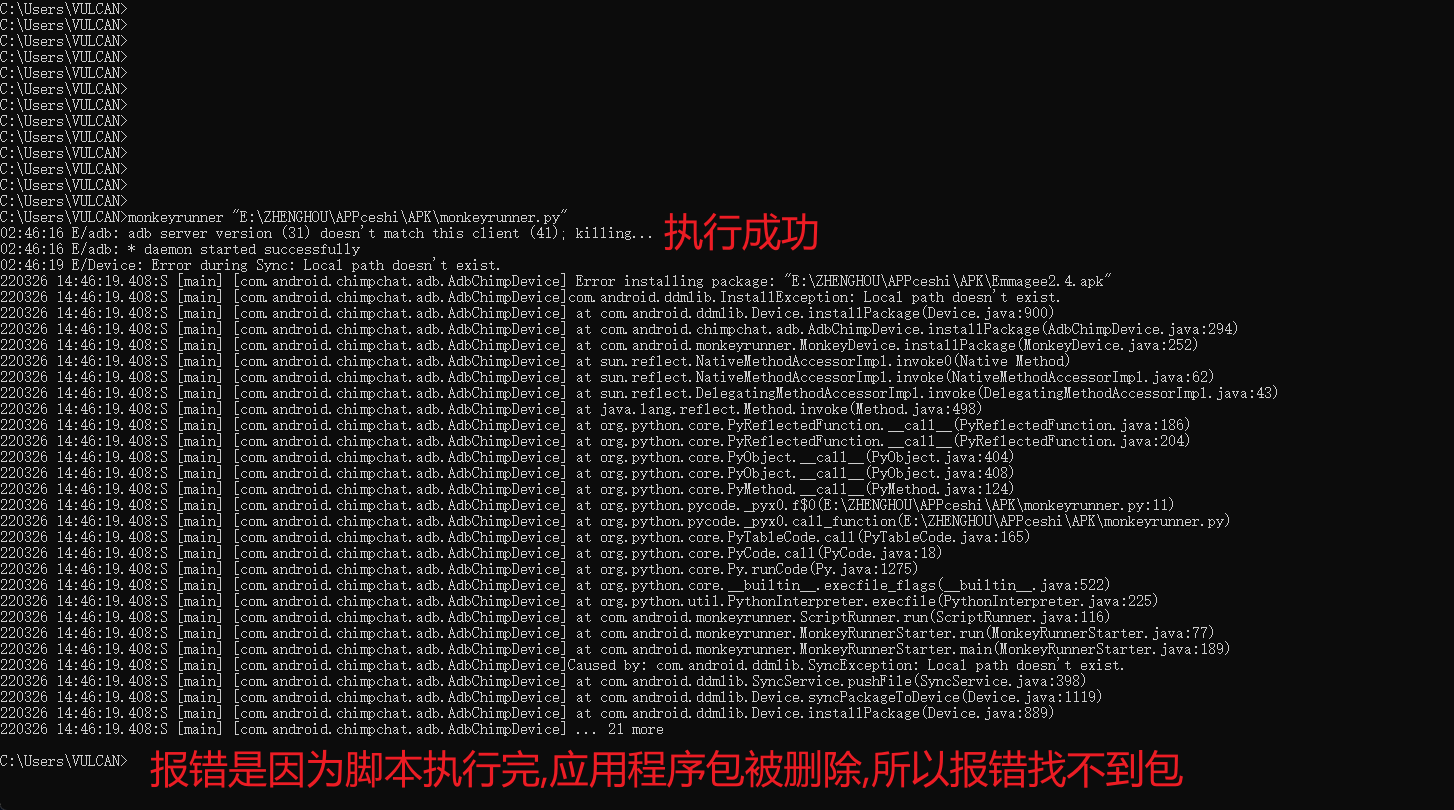 C:\Users\VULCAN>
C:\Users\VULCAN>
C:\Users\VULCAN>
C:\Users\VULCAN>
C:\Users\VULCAN>
C:\Users\VULCAN>
C:\Users\VULCAN>
C:\Users\VULCAN>
C:\Users\VULCAN>
C:\Users\VULCAN>
C:\Users\VULCAN>
C:\Users\VULCAN>
C:\Users\VULCAN>
C:\Users\VULCAN>monkeyrunner "E:\ZHENGHOU\APPceshi\APK\monkeyrunner.py"
02:46:16 E/adb: adb server version (31) doesn't match this client (41); killing...
执行成功
02:46:16 E/adb: * daemon started successfully
02:46:19 E/Device: Error during Sync: Local path doesn't exist.
220326 14:46:19.408:S [main] [com.android.chimpchat.adb.AdbChimpDevice] Error installing package: "E:\ZHENGHOU\APPceshi\APK\Emmagee2.4.apk"
220326 14:46:19.408:S [main] [com.android.chimpchat.adb.AdbChimpDevice]com.android.ddmlib.InstallException: Local path doesn't exist.
220326 14:46:19.408:S [main] [com.android.chimpchat.adb.AdbChimpDevice] at com.android.ddmlib.Device.installPackage(Device.java:900)
220326 14:46:19.408:S [main] [com.android.chimpchat.adb.AdbChimpDevice] at com.android.chimpchat.adb.AdbChimpDevice.installPackage(AdbChimpDevice.java:294)
220326 14:46:19.408:S [main] [com.android.chimpchat.adb.AdbChimpDevice] at com.android.monkeyrunner.MonkeyDevice.installPackage(MonkeyDevice.java:252)
220326 14:46:19.408:S [main] [com.android.chimpchat.adb.AdbChimpDevice] at sun.reflect.NativeMethodAccessorImpl.invoke0(Native Method)
220326 14:46:19.408:S [main] [com.android.chimpchat.adb.AdbChimpDevice] at sun.reflect.NativeMethodAccessorImpl.invoke(NativeMethodAccessorImpl.java:62)
220326 14:46:19.408:S [main] [com.android.chimpchat.adb.AdbChimpDevice] at sun.reflect.DelegatingMethodAccessorImpl.invoke(DelegatingMethodAccessorImpl.java:43)
220326 14:46:19.408:S [main] [com.android.chimpchat.adb.AdbChimpDevice] at java.lang.reflect.Method.invoke(Method.java:498)
220326 14:46:19.408:S [main] [com.android.chimpchat.adb.AdbChimpDevice] at org.python.core.PyReflectedFunction.__call__(PyReflectedFunction.java:186)
220326 14:46:19.408:S [main] [com.android.chimpchat.adb.AdbChimpDevice] at org.python.core.PyReflectedFunction.__call__(PyReflectedFunction.java:204)
220326 14:46:19.408:S [main] [com.android.chimpchat.adb.AdbChimpDevice] at org.python.core.PyObject.__call__(PyObject.java:404)
220326 14:46:19.408:S [main] [com.android.chimpchat.adb.AdbChimpDevice] at org.python.core.PyObject.__call__(PyObject.java:408)
220326 14:46:19.408:S [main] [com.android.chimpchat.adb.AdbChimpDevice] at org.python.core.PyMethod.__call__(PyMethod.java:124)
220326 14:46:19.408:S [main] [com.android.chimpchat.adb.AdbChimpDevice] at org.python.pycode._pyx0.f$0(E:\ZHENGHOU\APPceshi\APK\monkeyrunner.py:11)
220326 14:46:19.408:S [main] [com.android.chimpchat.adb.AdbChimpDevice] at org.python.pycode._pyx0.call_function(E:\ZHENGHOU\APPceshi\APK\monkeyrunner.py)
220326 14:46:19.408:S [main] [com.android.chimpchat.adb.AdbChimpDevice] at org.python.core.PyTableCode.call(PyTableCode.java:165)
220326 14:46:19.408:S [main] [com.android.chimpchat.adb.AdbChimpDevice] at org.python.core.PyCode.call(PyCode.java:18)
220326 14:46:19.408:S [main] [com.android.chimpchat.adb.AdbChimpDevice] at org.python.core.Py.runCode(Py.java:1275)
220326 14:46:19.408:S [main] [com.android.chimpchat.adb.AdbChimpDevice] at org.python.core.__builtin__.execfile_flags(__builtin__.java:522)
220326 14:46:19.408:S [main] [com.android.chimpchat.adb.AdbChimpDevice] at org.python.util.PythonInterpreter.execfile(PythonInterpreter.java:225)
220326 14:46:19.408:S [main] [com.android.chimpchat.adb.AdbChimpDevice] at com.android.monkeyrunner.ScriptRunner.run(ScriptRunner.java:116)
220326 14:46:19.408:S [main] [com.android.chimpchat.adb.AdbChimpDevice] at com.android.monkeyrunner.MonkeyRunnerStarter.run(MonkeyRunnerStarter.java:77)
220326 14:46:19.408:S [main] [com.android.chimpchat.adb.AdbChimpDevice] at com.android.monkeyrunner.MonkeyRunnerStarter.main(MonkeyRunnerStarter.java:189)
220326 14:46:19.408:S [main] [com.android.chimpchat.adb.AdbChimpDevice]Caused by: com.android.ddmlib.SyncException: Local path doesn't exist.
220326 14:46:19.408:S [main] [com.android.chimpchat.adb.AdbChimpDevice] at com.android.ddmlib.SyncService.pushFile(SyncService.java:398)
220326 14:46:19.408:S [main] [com.android.chimpchat.adb.AdbChimpDevice] at com.android.ddmlib.Device.syncPackageToDevice(Device.java:1119)
220326 14:46:19.408:S [main] [com.android.chimpchat.adb.AdbChimpDevice] at com.android.ddmlib.Device.installPackage(Device.java:889)
220326 14:46:19.408:S [main] [com.android.chimpchat.adb.AdbChimpDevice] ... 21 more
C:\Users\VULCAN>
报错是因为脚本执行完,应用程序包被删除,所以报错找不到包